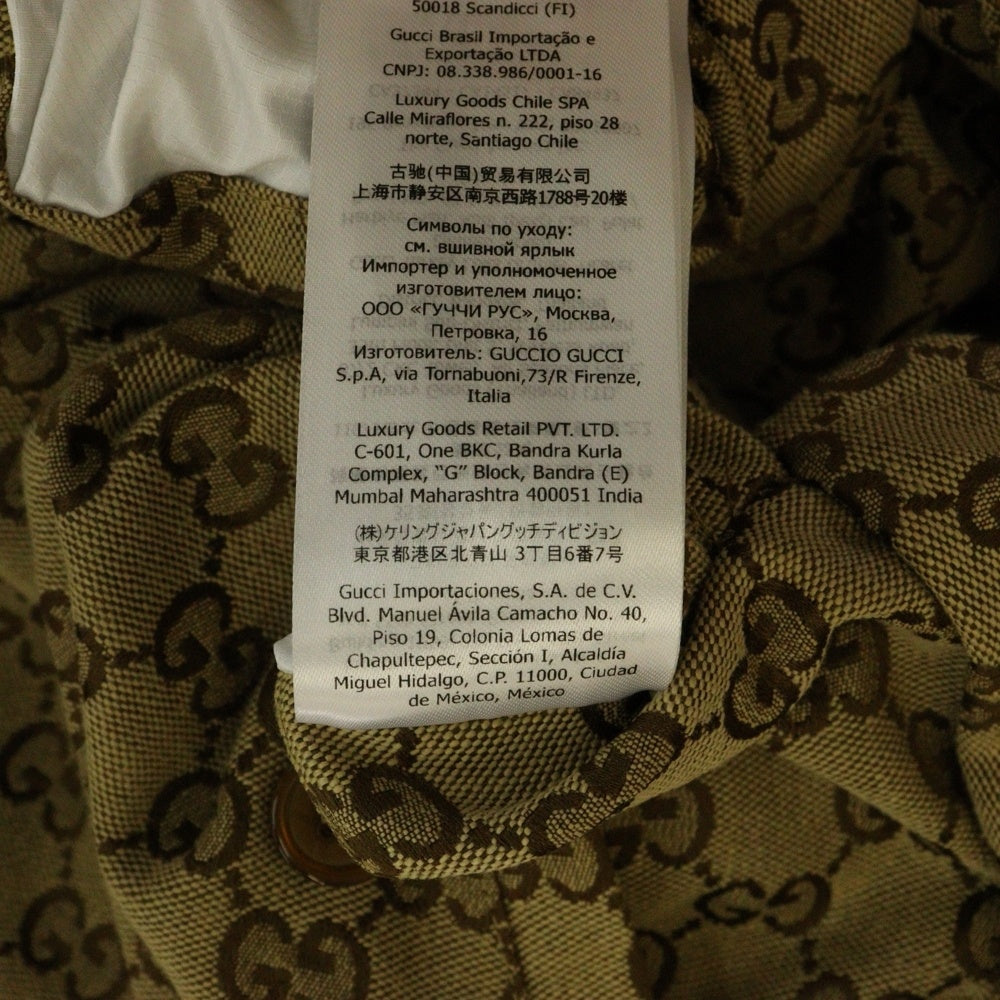 50018 Scandicci (FI)
Gucci Brasil Importação e
Exportação LTDA
CNPJ: 08.338.986/0001-16
Luxury Goods Chile SPA
Calle Miraflores n. 222, piso 28
norte, Santiago Chile
古驰(中国)贸易有限公司
上海市静安区南京西路1788号20楼
Символы по уходу:
см. вшивной ярлык
Импортер и уполномоченное
изготовителем лицо:
ООО «ГУЧЧИ РУС», Москва,
Петровка, 16
Изготовитель: GUCCIO GUCCI
S.p.A, via Tornabuoni,73/R Firenze,
Italia
Luxury Goods Retail PVT. LTD.
C-601, One BKC, Bandra Kurla
Complex, “G” Block, Bandra (E)
Mumbal Maharashtra 400051 India
(株)ケリングジャパングッチディビジョン
東京都港区北青山 3丁目6番7号
Gucci Importaciones, S.A. de C.V.
Blvd. Manuel Ávila Camacho No. 40,
Piso 19, Colonia Lomas de
Chapultepec, Sección I, Alcaldía
Miguel Hidalgo, C.P. 11000, Ciudad
de México, México